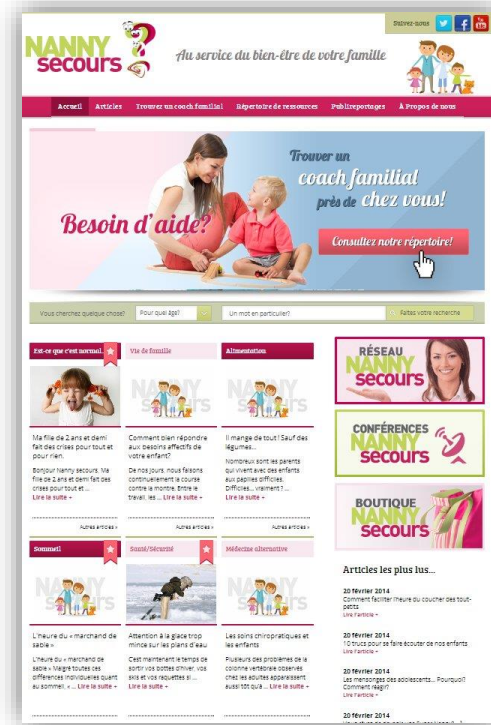 NANNY
secours
Au service du bien-être de votre famille
Suivez-nous
Accueil Articles Trouver un coach familial Répertoire de ressources Publireportages À Propos de nous
Besoin d'aide?
Trouver un
coach familial
près de chez vous!
Consultez notre répertoire!
Vous cherchez quelque chose? Pour quel âge? Un mot en particulier? Faites votre recherche
Est-ce que c'est normal...
Ma fille de 2 ans et demi
fait des crises pour tout et
pour rien.
Bonjour Nanny secours. Ma
fille de 2 ans et demi fait des
crises pour tout et ...
Lire la suite
Autres articles »
Vie de famille
Comment bien répondre
aux besoins affectifs de
votre enfant?
De nos jours, nous faisons
continuellement la course
contre la montre. Entre le
travail, les ... Lire la suite
Autres articles »
Alimentation
Il mange de tout ! Sauf des
légumes...
Nombreux sont les parents
qui vivent avec des enfants
aux papilles difficiles.
Difficiles... vraiment ? ...
Lire la suite
Autres articles »
Sommeil
L'heure du « marchand de
sable »
L'heure du « marchand de
sable » Malgré toutes ces
différences individuelles quant
au sommeil, « ... Lire la suite
Santé/Sécurité
Attention à la glace trop
mince sur les plans d'eau
C'est maintenant le temps de
sortir vos bottes d'hiver, vos
skis et vos raquettes si ...
Lire la suite
Médecine alternative
Les soins chiropratiques et
les enfants
Plusieurs des problèmes de la
colonne vertébrale observés
chez les adultes apparaissent
aussi tôt qu'à ... Lire la suite
RÉSEAU
NANNY
secours
CONFÉRENCES
NANNY
secours
BOUTIQUE
NANNY
secours
Articles les plus lus...
20 février 2014
Comment faciliter l'heure du coucher des tout-
petits
Lire l'article
20 février 2014
10 trucs pour se faire écouter de nos enfants
Lire l'article
20 février 2014
Les mensonges des adolescents... Pourquoi?
Comment réagir?
Lire l'article
20 février 2014